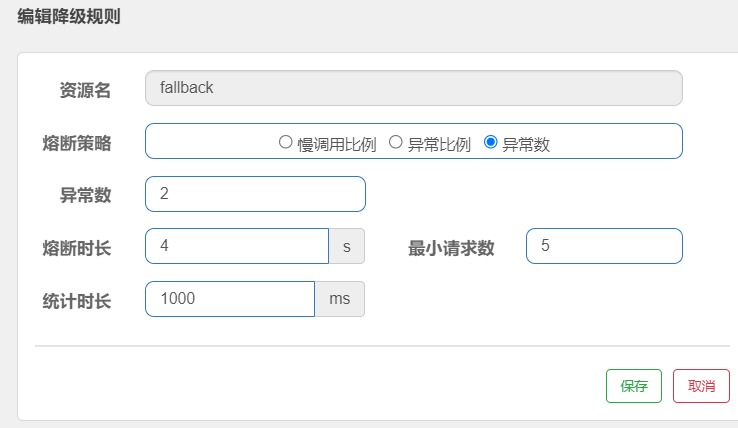 编辑降级规则
资源名 fallback
熔断策略 慢调用比例 异常比例 异常数
异常数 2
熔断时长 4 s 最小请求数 5
统计时长 1000 ms
保存 取消